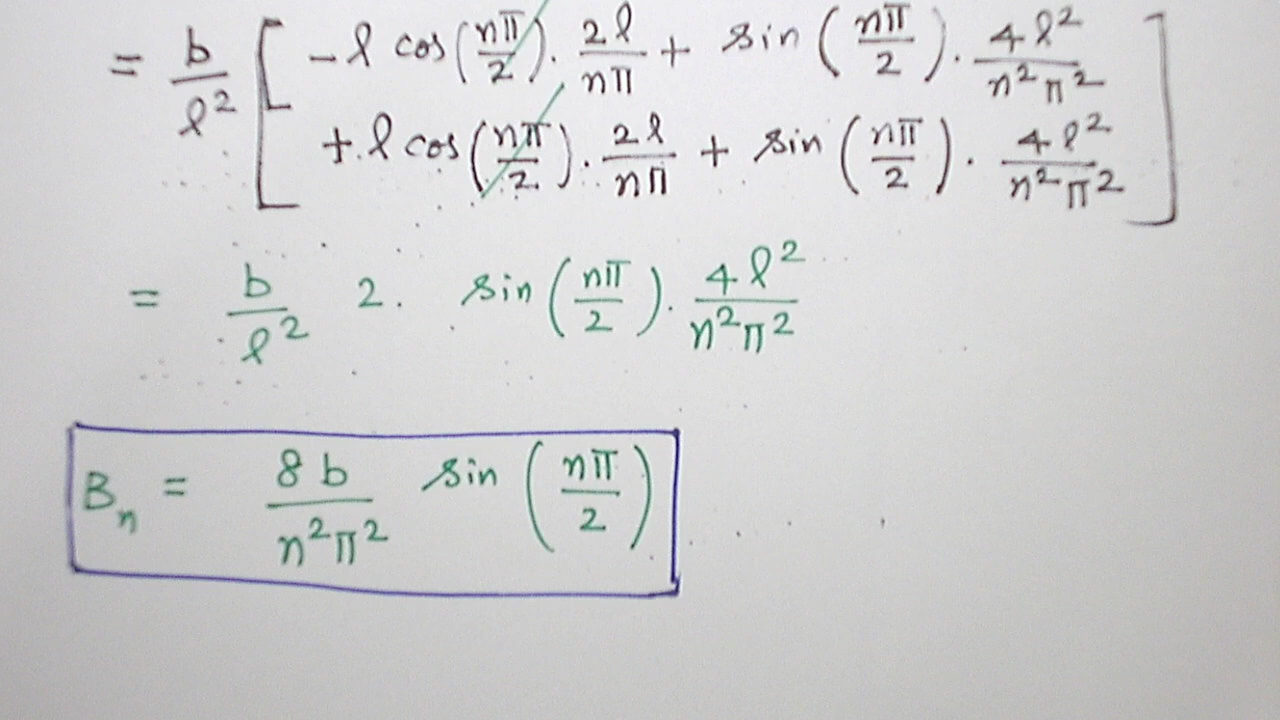 = b/ℓ² [ -ℓ cos(nπ/2) · 2ℓ/nπ + sin(nπ/2) · 4ℓ²/n²π²
+ ℓ cos(nπ/2) · 2ℓ/nπ + sin(nπ/2) · 4ℓ²/n²π² ]
= b/ℓ² 2 · sin(nπ/2) · 4ℓ²/n²π²
Bₙ = 8b/n²π² sin(nπ/2)